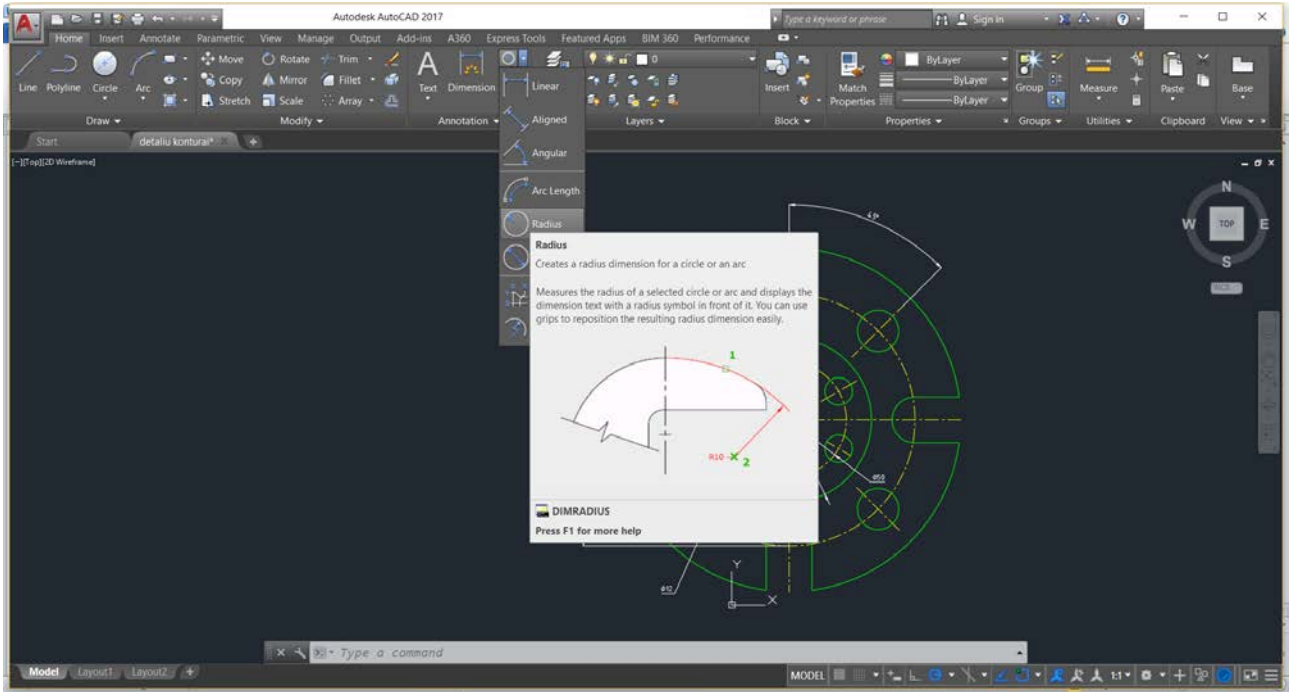 Autodesk AutoCAD 2017
Type a keyword or phrase
Sign In
Home Insert Annotate Parametric View Manage Output Add-ins A360 Express Tools Featured Apps BIM 360 Performance
Line Polyline Circle Arc
Move Rotate Trim
Copy Mirror Fillet
Stretch Scale Array
Text Dimension
0
Insert
Match Properties
ByLayer
ByLayer
ByLayer
Group
Measure
Paste
Base
Draw Modify Annotation Layers Block Properties Groups Utilities Clipboard View
Start detaliu konturai* +
[−][Top][2D Wireframe]
Linear
Aligned
Angular
Arc Length
Radius
Radius
Creates a radius dimension for a circle or an arc
Measures the radius of a selected circle or arc and displays the
dimension text with a radius symbol in front of it. You can use
grips to reposition the resulting radius dimension easily.
1
R10
2
DIMRADIUS
Press F1 for more help
N
W TOP E
S
ø50
ø12
Y
X
Type a command
Model Layout1 Layout2 +
MODEL
1:1